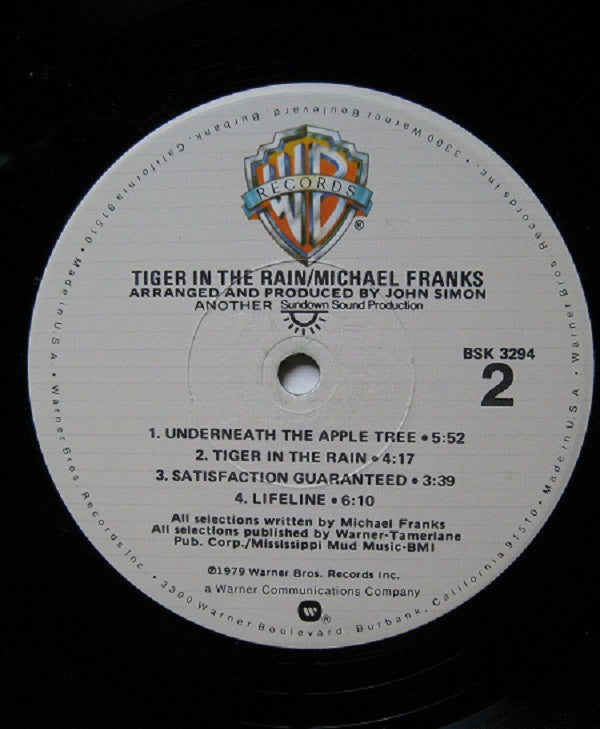 WB
RECORDS
®
TIGER IN THE RAIN/MICHAEL FRANKS
ARRANGED AND PRODUCED BY JOHN SIMON
ANOTHER Sundown Sound Production
BSK 3294
2
1. UNDERNEATH THE APPLE TREE • 5:52
2. TIGER IN THE RAIN • 4:17
3. SATISFACTION GUARANTEED • 3:39
4. LIFELINE • 6:10
All selections written by Michael Franks
All selections published by Warner-Tamerlane
Pub. Corp./Mississippi Mud Music-BMI
℗1979 Warner Bros. Records Inc.
a Warner Communications Company
W ®
Made in U.S.A. • Warner Bros. Records Inc. • 3300 Warner Boulevard, Burbank, California 91510 • Made in U.S.A. • Warner Bros. Records Inc. • 3300 Warner Boulevard, Burbank, California 91510 •